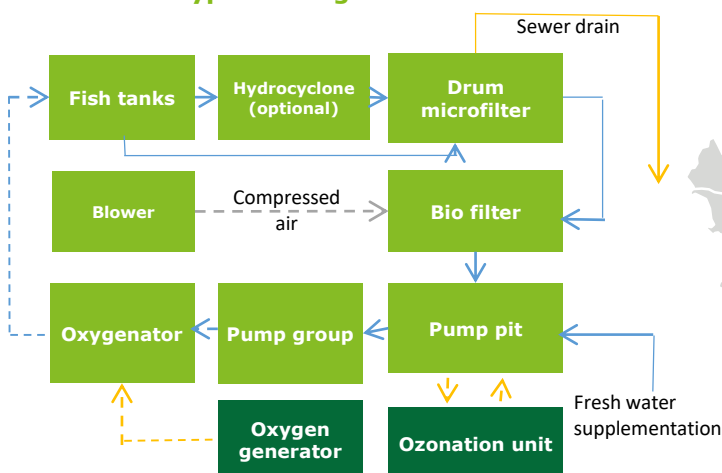 Sewer drain
Fish tanks
Hydrocyclone
(optional)
Drum
microfilter
Blower
Compressed
air
Bio filter
Oxygenator
Pump group
Pump pit
Oxygen
generator
Ozonation unit
Fresh water
supplementation